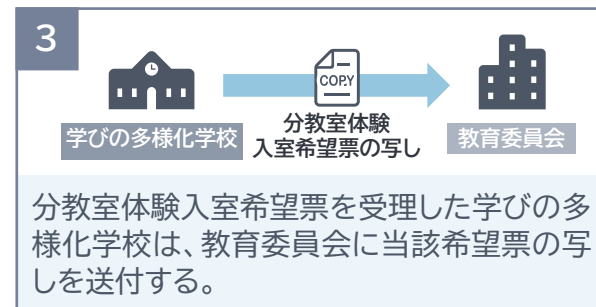 3
COPY
学びの多様化学校
分教室体験
入室希望票の写し
教育委員会
分教室体験入室希望票を受理した学びの多
様化学校は、教育委員会に当該希望票の写
しを送付する。